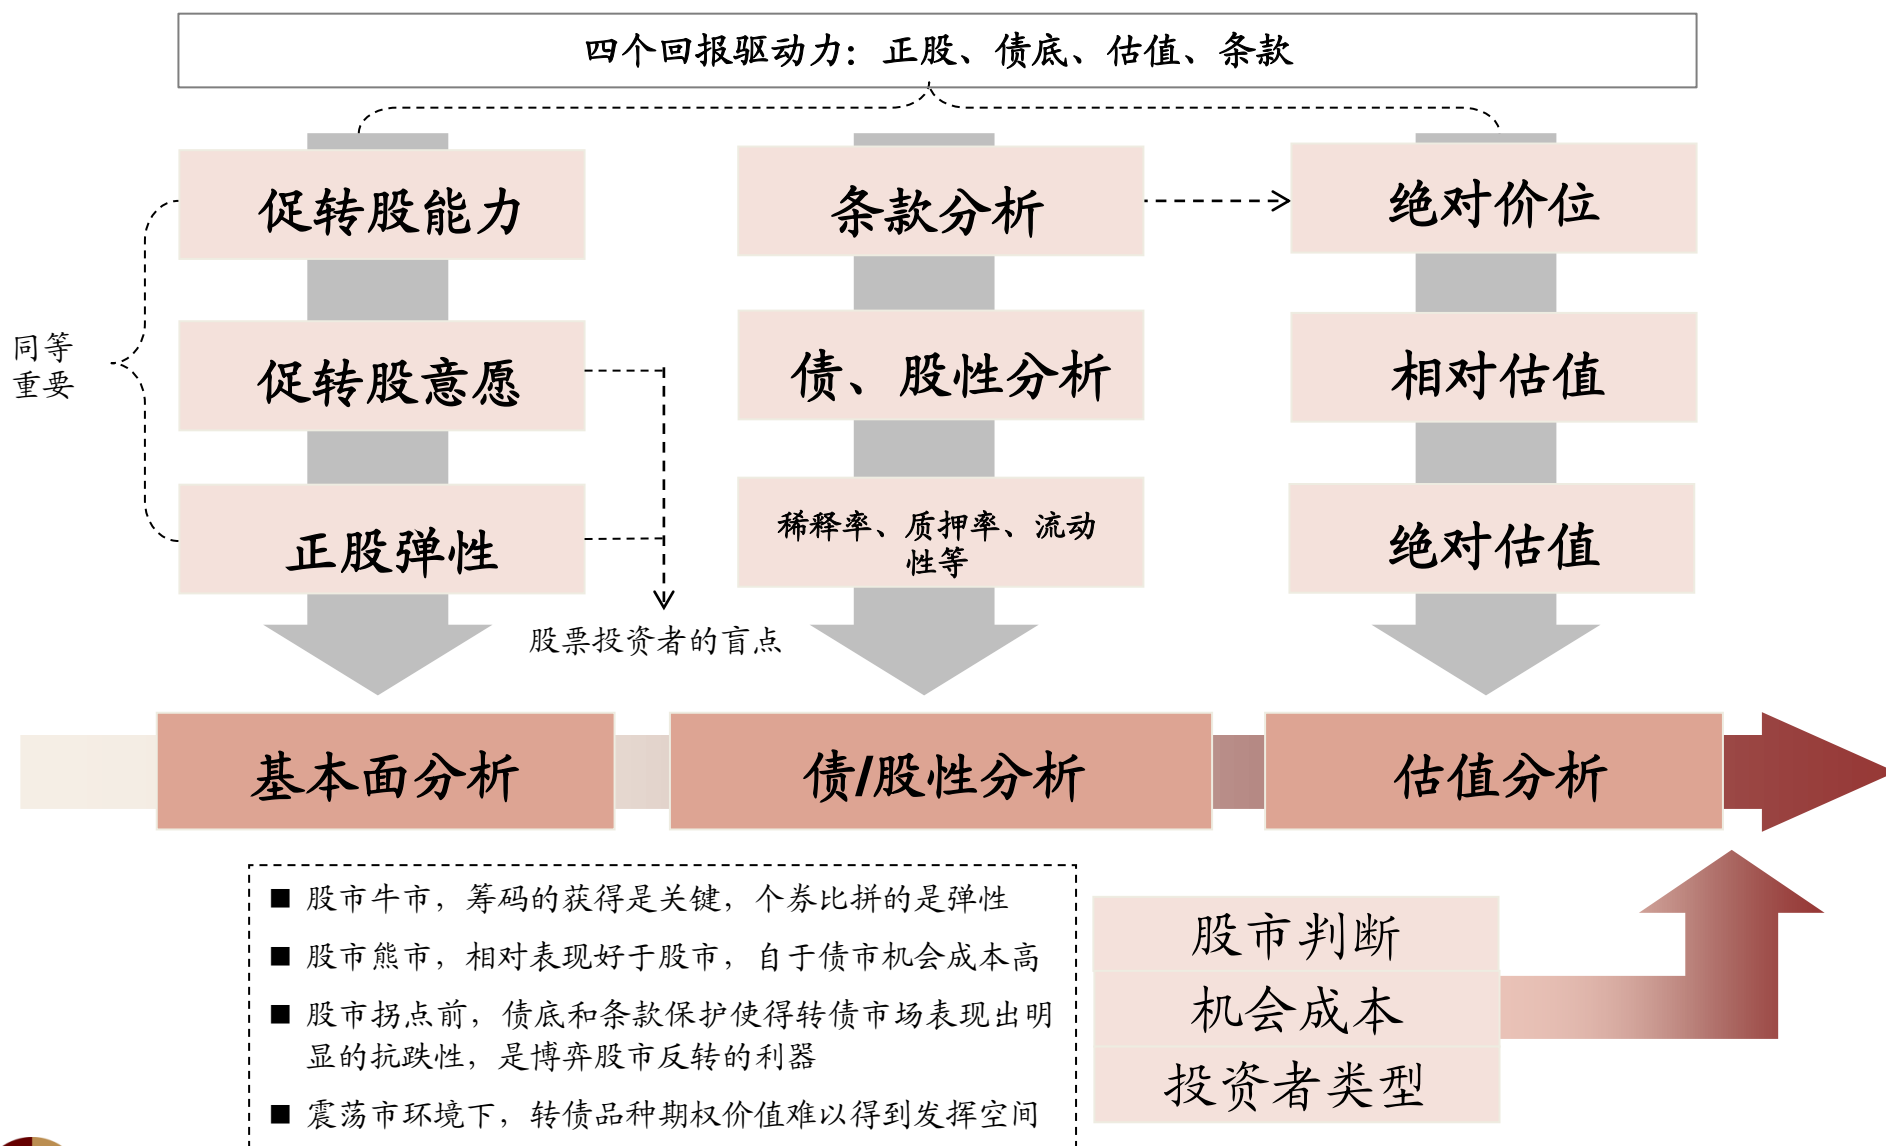 四个回报驱动力：正股、债底、估值、条款
促转股能力
条款分析
绝对价位
同等
重要
促转股意愿
债、股性分析
相对估值
正股弹性
稀释率、质押率、流动
性等
绝对估值
股票投资者的盲点
基本面分析
债/股性分析
估值分析
■ 股市牛市，筹码的获得是关键，个券比拼的是弹性
■ 股市熊市，相对表现好于股市，自于债市机会成本高
■ 股市拐点前，债底和条款保护使得转债市场表现出明
显的抗跌性，是博弈股市反转的利器
■ 震荡市环境下，转债品种期权价值难以得到发挥空间
股市判断
机会成本
投资者类型